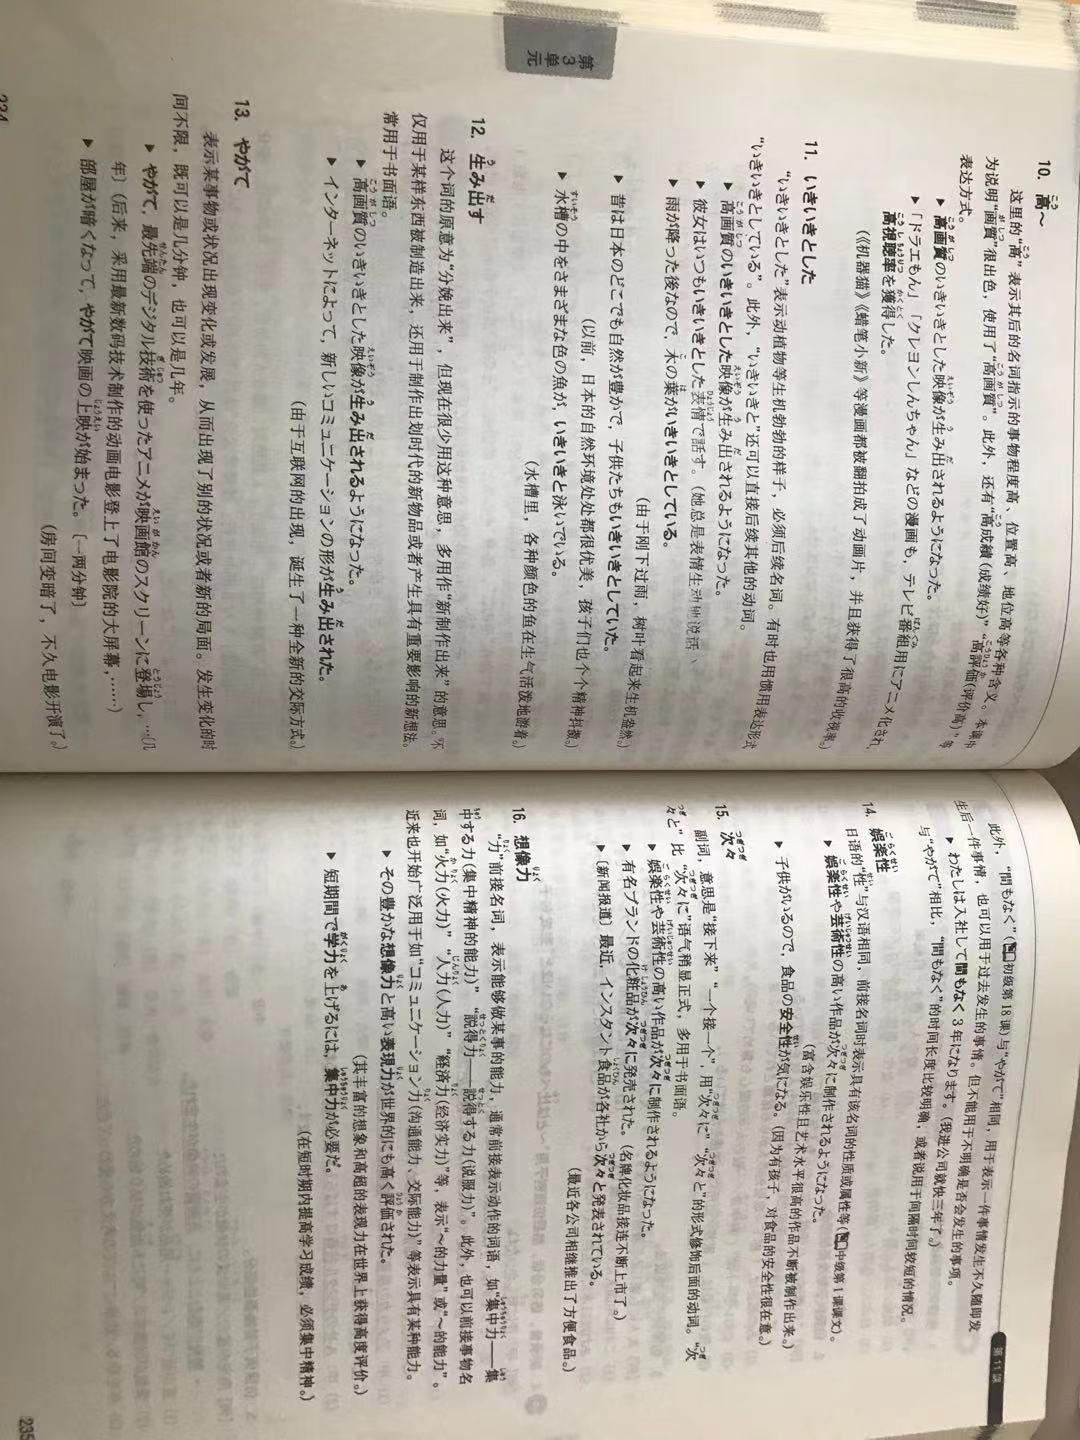 10. 高～
这里的“高”表示其后的名词指示的事物程度高、位置高、地位高等各种含义。本课中
为说明“画質”很出色，使用了“高画質”。此外，还有“高成績(成绩好)”“高評価(评价高)”等
表达方式。
▶ 高画質のいきいきとした映像が生み出されるようになった。
▶ 「ドラエもん」「クレヨンしんちゃん」などの漫画も，テレビ番組用にアニメ化され，
高視聴率を獲得した。
(《机器猫》《蜡笔小新》等漫画都被翻拍成了动画片，并且获得了很高的收视率。)
11. いきいきとした
“いきいきとした”表示动植物等生机勃勃的样子，必须后续名词。有时也用惯用表达形式
“いきいきとしている”。此外，“いきいきと”还可以直接后续其他的动词。
▶ 高画質のいきいきとした映像が生み出されるようになった。
▶ 彼女はいつもいきいきとした表情で話す。(她总是表情生动地说话
▶ 雨が降った後なので，木の葉がいきいきとしている。
(由于刚下过雨，树叶看起来生机盎然。)
▶ 昔は日本のどこでも自然が豊かで，子供たちもいきいきとしていた。
(以前，日本的自然环境处处都很优美，孩子们也个个精神抖擞。)
▶ 水槽の中をさまざまな色の魚が，いきいきと泳いでいる。
(水槽里，各种颜色的鱼在生气活泼地游着。)
第3单元
12. 生み出す
这个词的原意为“分娩出来”，但现在很少用这种意思，多用作“新制作出来”的意思。不
仅用于某样东西被制造出来，还用于制作出划时代的新物品或者产生具有重要影响的新想法。
常用于书面语。
▶ 高画質のいきいきとした映像が生み出されるようになった。
▶ インターネットによって，新しいコミュニケーションの形が生み出された。
(由于互联网的出现，诞生了一种全新的交际方式。)
13. やがて
表示某事物或状况出现变化或发展，从而出现了别的状况或者新的局面。发生变化的时
间不限，既可以是几分钟，也可以是几年。
▶ やがて，最先端のデジタル技術を使ったアニメが映画館のスクリーンに登場し，…〔几
年〕(后来，采用最新数码技术制作的动画电影登上了电影院的大屏幕，……)
▶ 部屋が暗くなって，やがて映画の上映が始まった。〔一两分钟〕
(房间变暗了，不久电影开演了。)
234
第11課
此外，“間もなく”(初级第18课)与“やがて”相同，用于表示一件事情发生不久随即发
生后一件事情，也可以用于过去发生的事情。但不能用于不明确是否会发生的事项。
▶ わたしは入社して間もなく3年になります。(我进公司就快三年了。)
与“やがて”相比，“間もなく”的时间长度比较明确，或者说用于间隔时间较短的情况。
14. 娯楽性
日语的“性”与汉语相同，前接名词时表示具有该名词的性质或属性等(中级第1课课文)。
▶ 娯楽性や芸術性の高い作品が次々に制作されるようになった。
(富含娱乐性且艺术水平很高的作品不断被制作出来。)
▶ 子供がいるので，食品の安全性が気になる。(因为有孩子，对食品的安全性很在意。)
15. 次々
副词，意思是“接下来”“一个接一个”，用“次々に”“次々と”的形式修饰后面的动词。“次
々と”比“次々に”语气稍显正式，多用于书面语。
▶ 娯楽性や芸術性の高い作品が次々に制作されるようになった。
▶ 有名ブランドの化粧品が次々に発売された。(名牌化妆品接连不断上市了。)
▶ 〔新闻报道〕最近，インスタント食品が各社から次々と発表されている。
(最近各公司相继推出了方便食品。)
16. 想像力
“力”前接名词，表示能够做某事的能力，通常前接表示动作的词语，如“集中力——集
中する力(集中精神的能力)”“説得力——説得する力(说服力)”。此外，也可以前接事物名
词，如“火力(火力)”“人力(人力)”“経済力(经济实力)”等，表示“～的力量”或“～的能力”。
近来也开始广泛用于如“コミュニケーション力(沟通能力、交际能力)”等表示具有某种能力。
▶ その豊かな想像力と高い表現力が世界的にも高く評価された。
(其丰富的想象和高超的表现力在世界上获得高度评价。)
▶ 短期間で学力を上げるには，集中力が必要だ。
(在短时期内提高学习成绩，必须集中精神。)
235